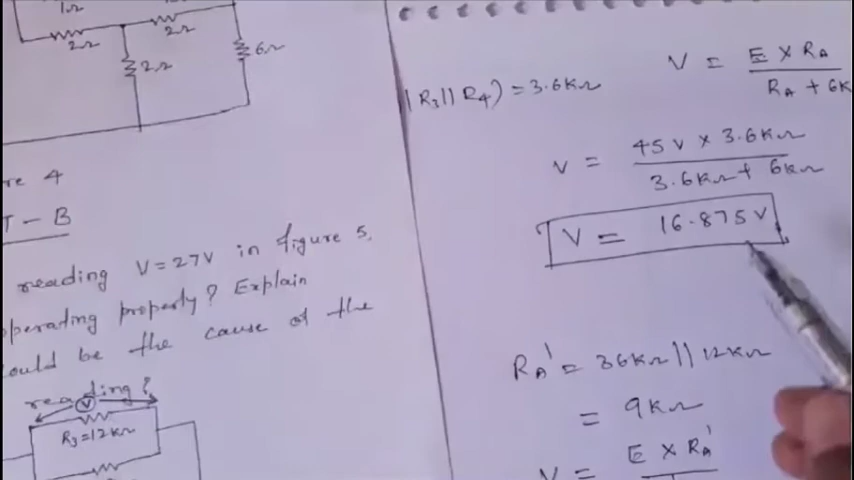 1Ω
2Ω
2Ω
2Ω
6Ω
re 4
T - B
reading V = 27V in figure 5.
operating property? Explain
ould be the cause of the
reading?
V
R3 = 12KΩ
|| R3 || R4) = 3.6KΩ
V = E × RA
RA + 6K
V = 45V × 3.6KΩ
3.6KΩ + 6KΩ
V = 16.875V
RA' = 36KΩ || 12KΩ
= 9KΩ
V = E × RA'